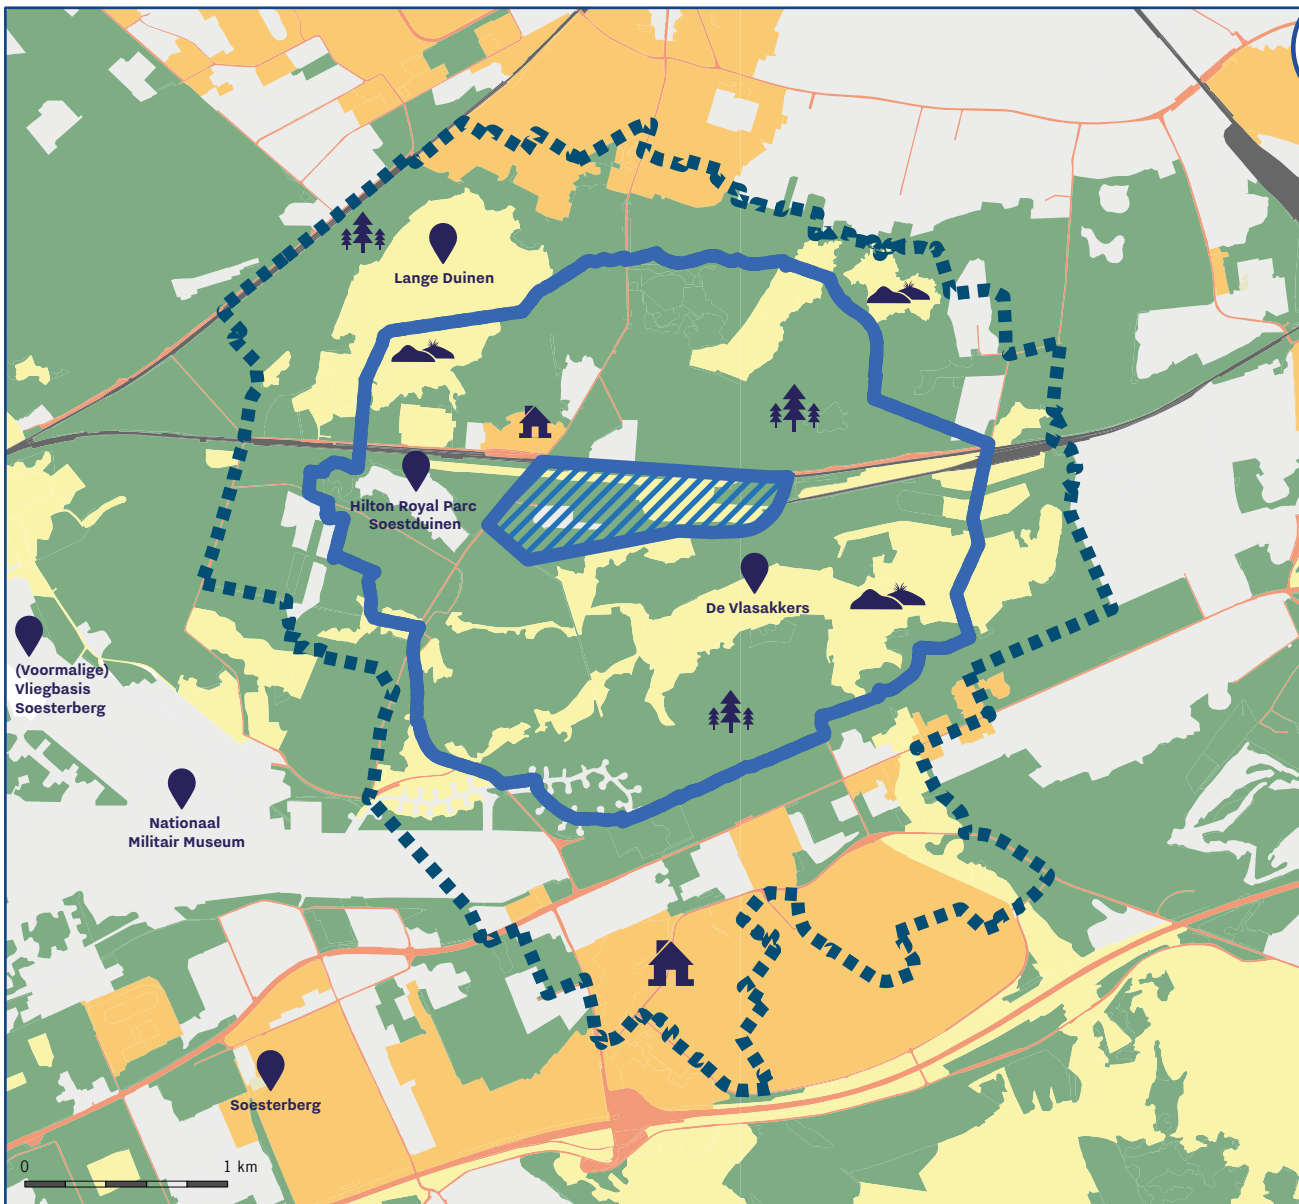 Lange Duinen
Hilton Royal Parc
Soestduinen
De Vlasakkers
(Voormalige)
Vliegbasis
Soesterberg
Nationaal
Militair Museum
Soesterberg
0 1 km